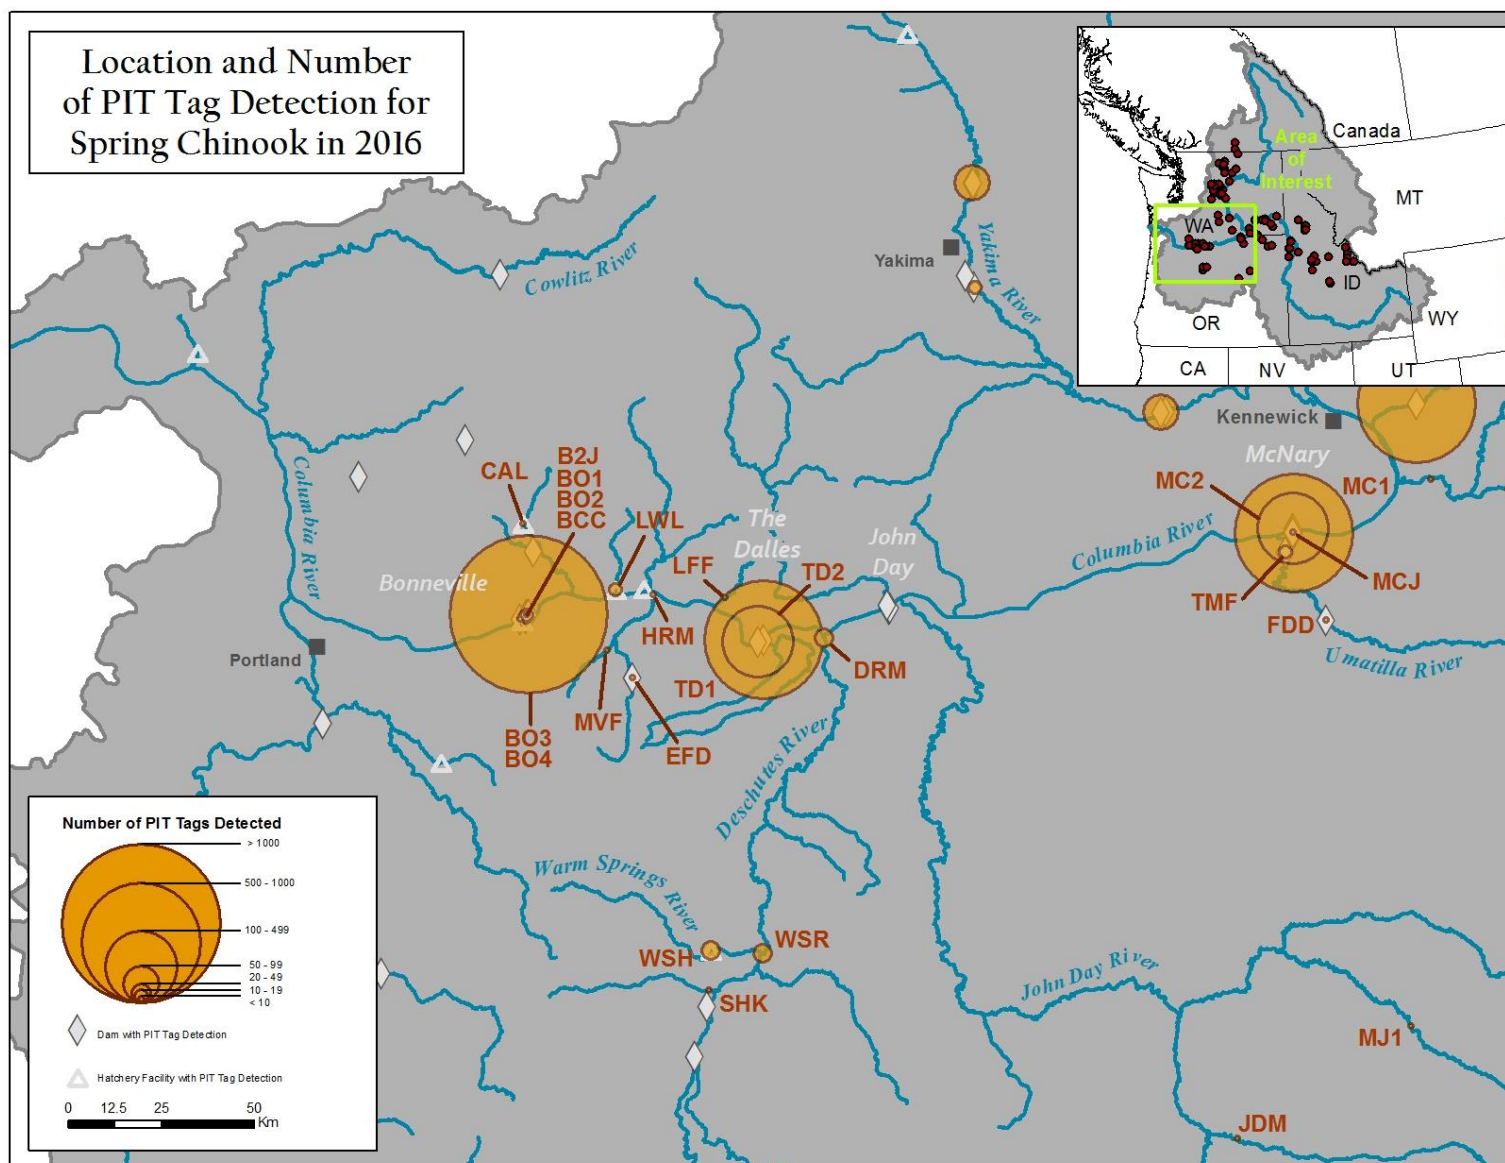 Location and Number
of PIT Tag Detection for
Spring Chinook in 2016
Canada
Area
of
Interest
MT
WA
ID
OR
WY
CA
NV
UT
Cowlitz River
Yakima
Yakima River
Kennewick
McNary
MC2
MC1
Columbia River
MCJ
TMF
FDD
Umatilla River
Columbia River
CAL
B2J
BO1
BO2
BCC
LWL
Bonneville
The
Dalles
John
Day
LFF
TD2
HRM
TD1
DRM
Portland
MVF
EFD
BO3
BO4
Deschutes River
Warm Springs River
WSH
WSR
SHK
John Day River
MJ1
JDM
Number of PIT Tags Detected
> 1000
500 - 1000
100 - 499
50 - 99
20 - 49
10 - 19
< 10
Dam with PIT Tag Detection
Hatchery Facility with PIT Tag Detection
0 12.5 25 50
Km